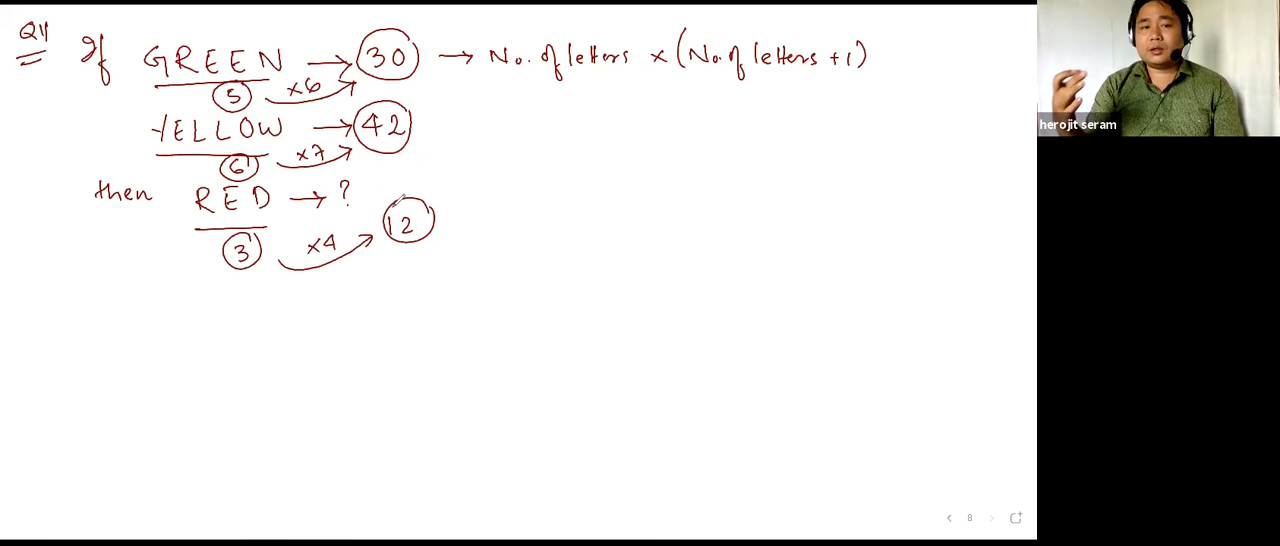 Q11 If GREEN → 30 → No. of letters × (No. of letters + 1)
5 ×6
YELLOW → 42
6 ×7
then RED → ?
3 ×4 12
herojit seram
8